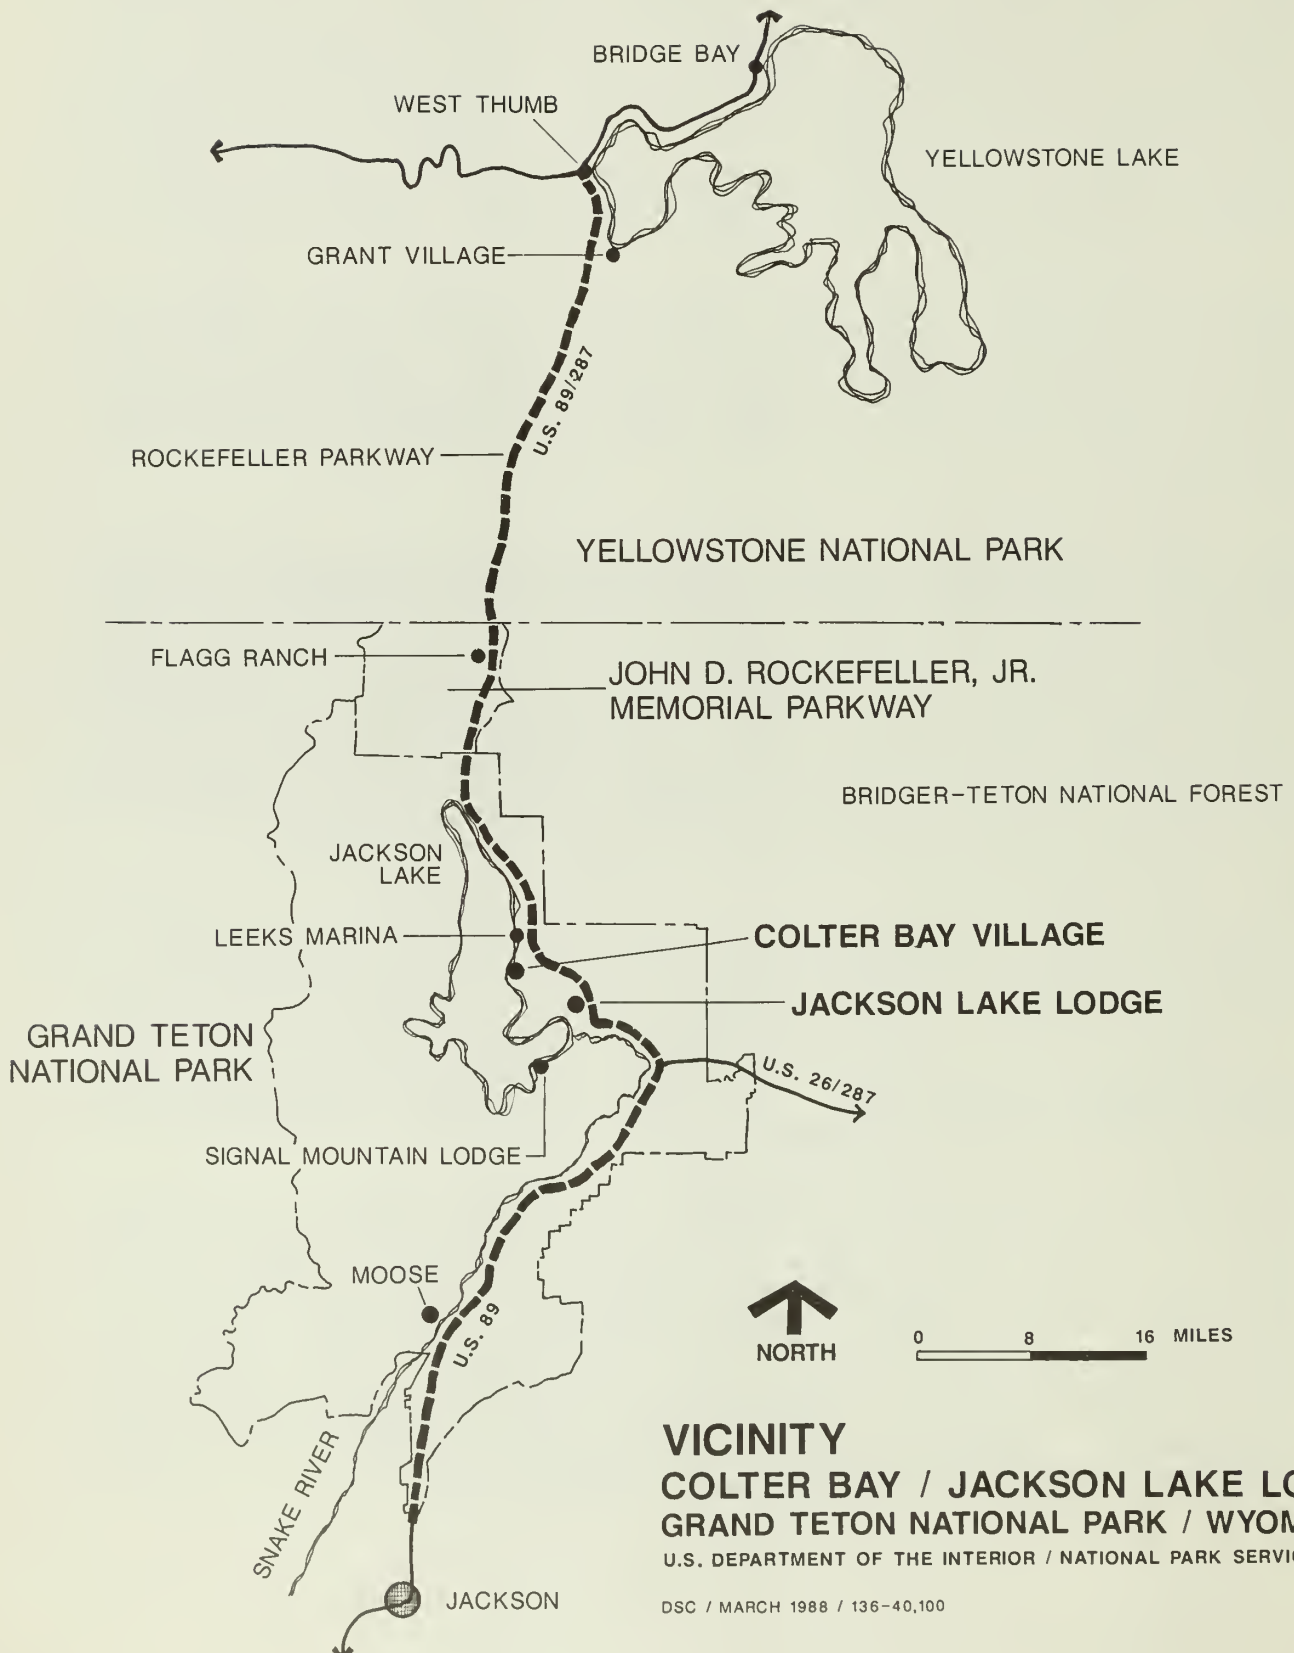 BRIDGE BAY
WEST THUMB
YELLOWSTONE LAKE
GRANT VILLAGE
U.S. 89/287
ROCKEFELLER PARKWAY
YELLOWSTONE NATIONAL PARK
FLAGG RANCH
JOHN D. ROCKEFELLER, JR.
MEMORIAL PARKWAY
BRIDGER-TETON NATIONAL FOREST
JACKSON
LAKE
LEEKS MARINA
COLTER BAY VILLAGE
JACKSON LAKE LODGE
GRAND TETON
NATIONAL PARK
U.S. 26/287
SIGNAL MOUNTAIN LODGE
MOOSE
U.S. 89
NORTH
0 8 16 MILES
SNAKE RIVER
JACKSON
VICINITY
COLTER BAY / JACKSON LAKE LO
GRAND TETON NATIONAL PARK / WYOM
U.S. DEPARTMENT OF THE INTERIOR / NATIONAL PARK SERVI
DSC / MARCH 1988 / 136-40,100